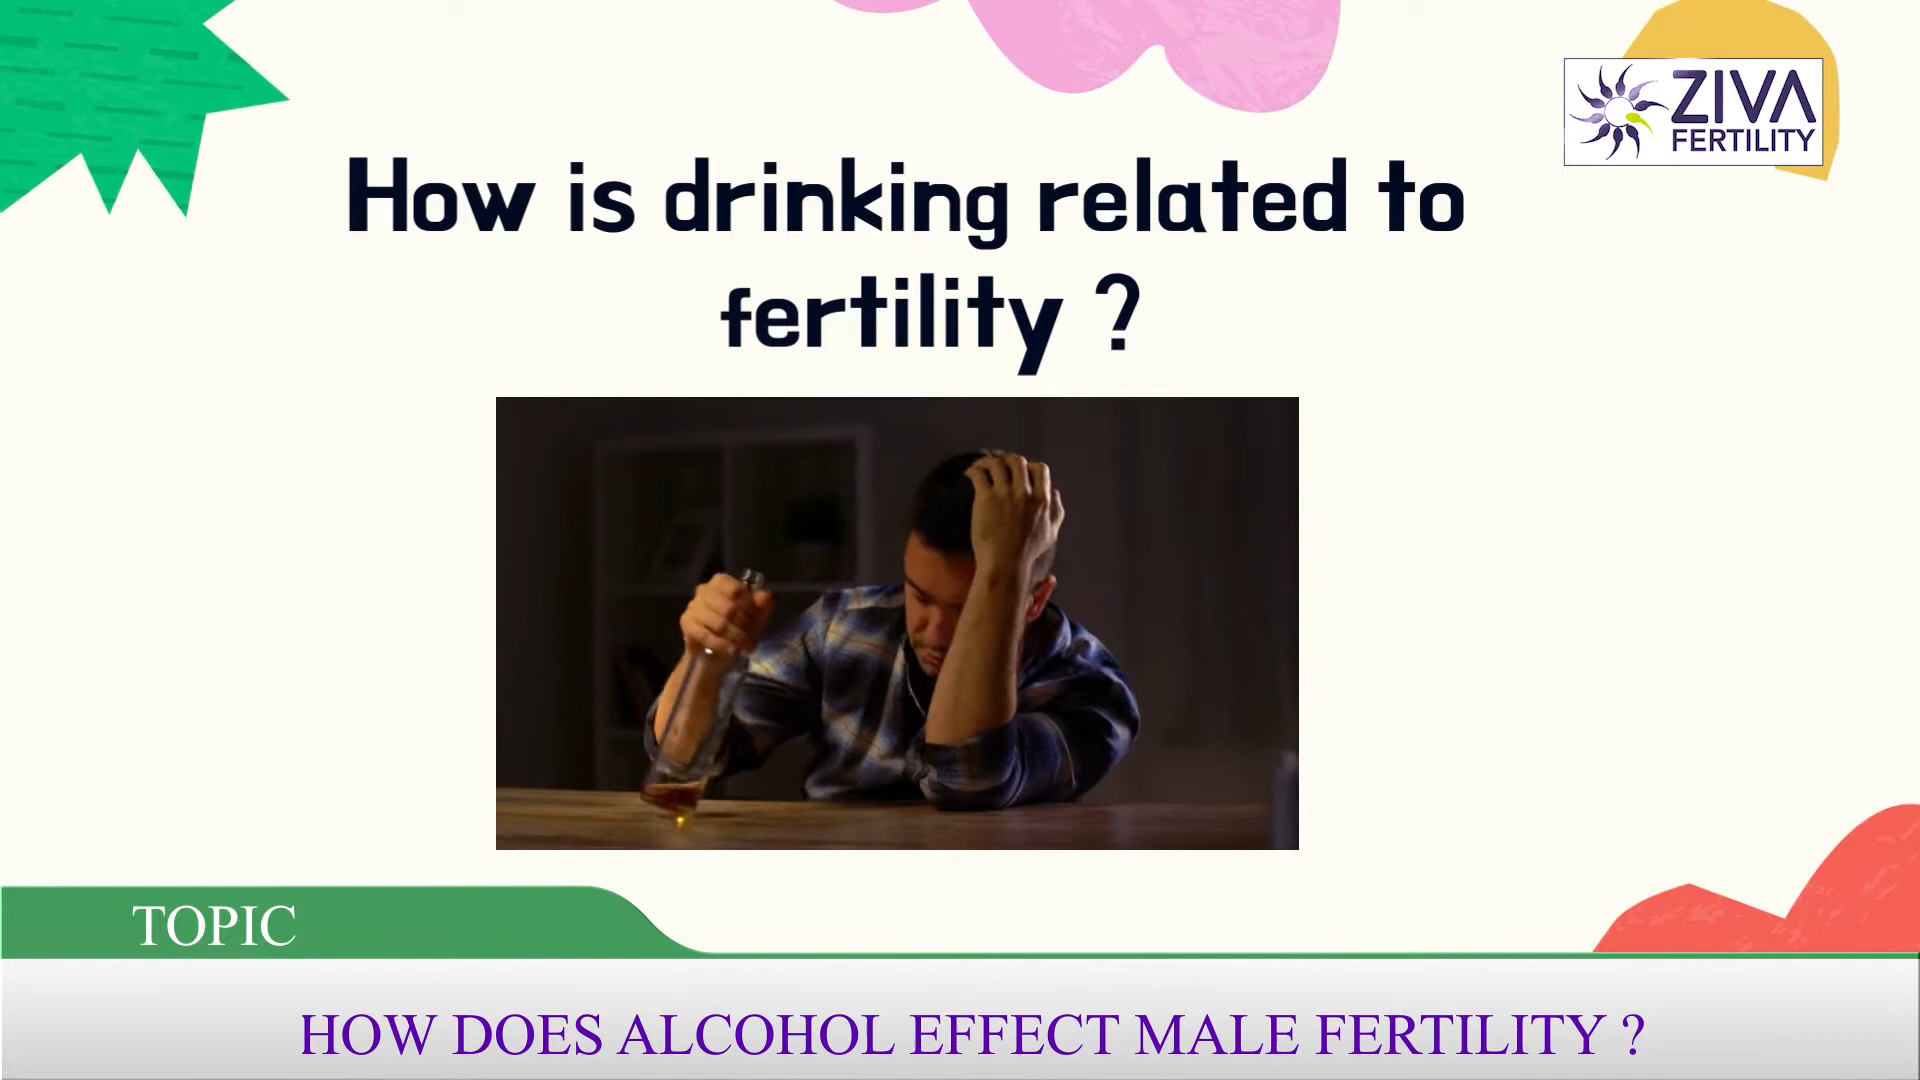 ZIVA
FERTILITY
How is drinking related to
fertility ?
TOPIC
HOW DOES ALCOHOL EFFECT MALE FERTILITY ?